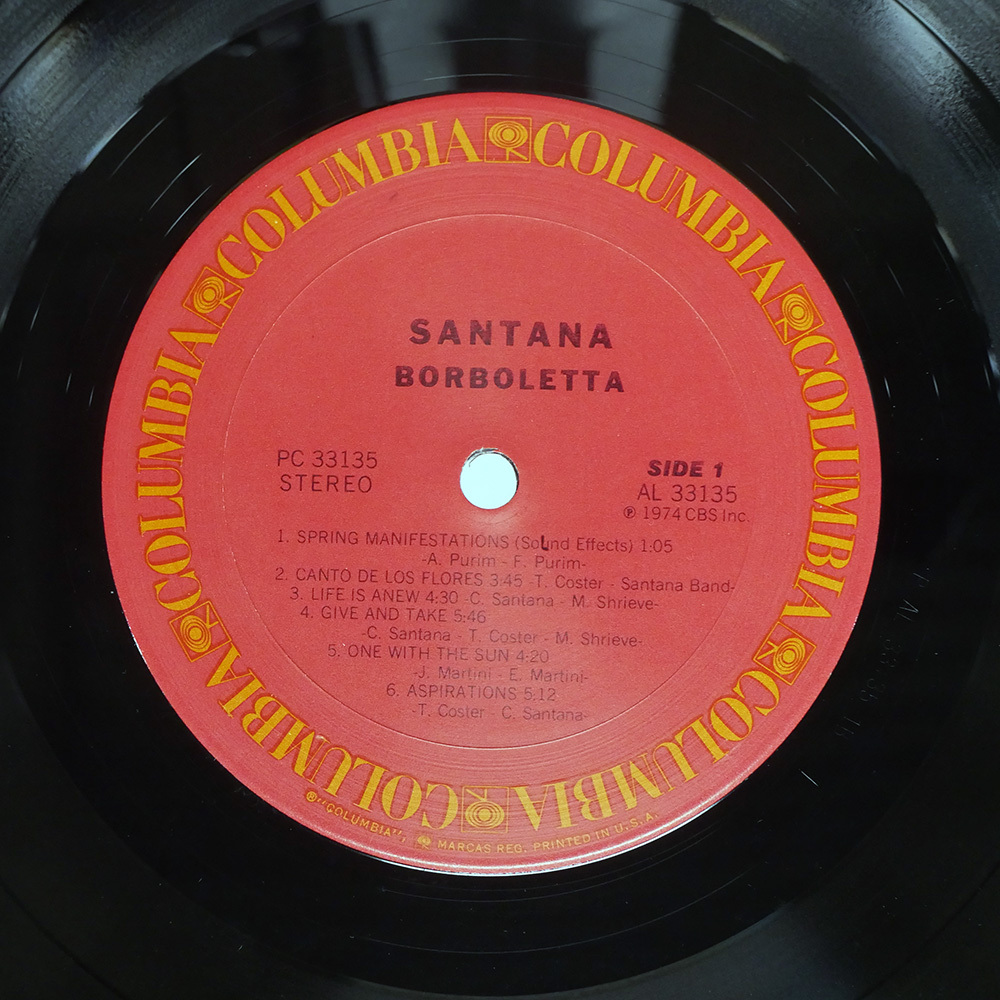 COLUMBIA COLUMBIA COLUMBIA COLUMBIA COLUMBIA COLUMBIA
SANTANA
BORBOLETTA
PC 33135
STEREO
SIDE 1
AL 33135
℗ 1974 CBS Inc.
1. SPRING MANIFESTATIONS (Sound Effects) 1:05
-A. Purim - F. Purim-
2. CANTO DE LOS FLORES 3:45 -T. Coster - Santana Band-
3. LIFE IS ANEW 4:30 -C. Santana - M. Shrieve-
4. GIVE AND TAKE 5:46
-C. Santana - T. Coster - M. Shrieve-
5. ONE WITH THE SUN 4:20
-J. Martini - E. Martini-
6. ASPIRATIONS 5:12
-T. Coster - C. Santana-
®"COLUMBIA", MARCAS REG. PRINTED IN U.S.A.